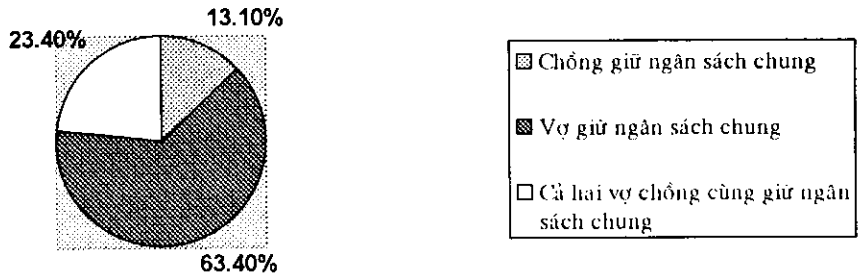 13.10%
23.40%
63.40%
Chồng giữ ngân sách chung
Vợ giữ ngân sách chung
Cả hai vợ chồng cùng giữ ngân
sách chung